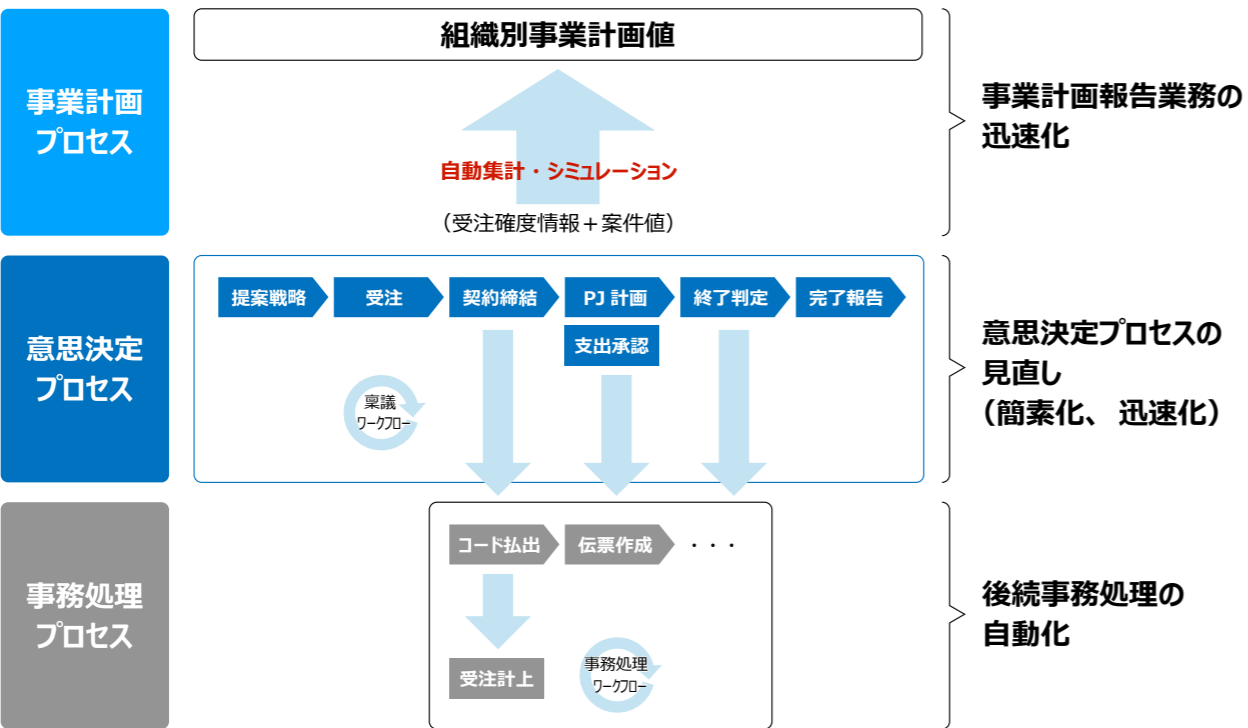 事業計画
プロセス
組織別事業計画値
自動集計・シミュレーション
（受注確度情報＋案件値）
事業計画報告業務の
迅速化
意思決定
プロセス
提案戦略
受注
契約締結
PJ 計画
終了判定
完了報告
支出承認
稟議
ワークフロー
意思決定プロセスの
見直し
（簡素化、 迅速化）
事務処理
プロセス
コード払出
伝票作成
・・・
受注計上
事務処理
ワークフロー
後続事務処理の
自動化